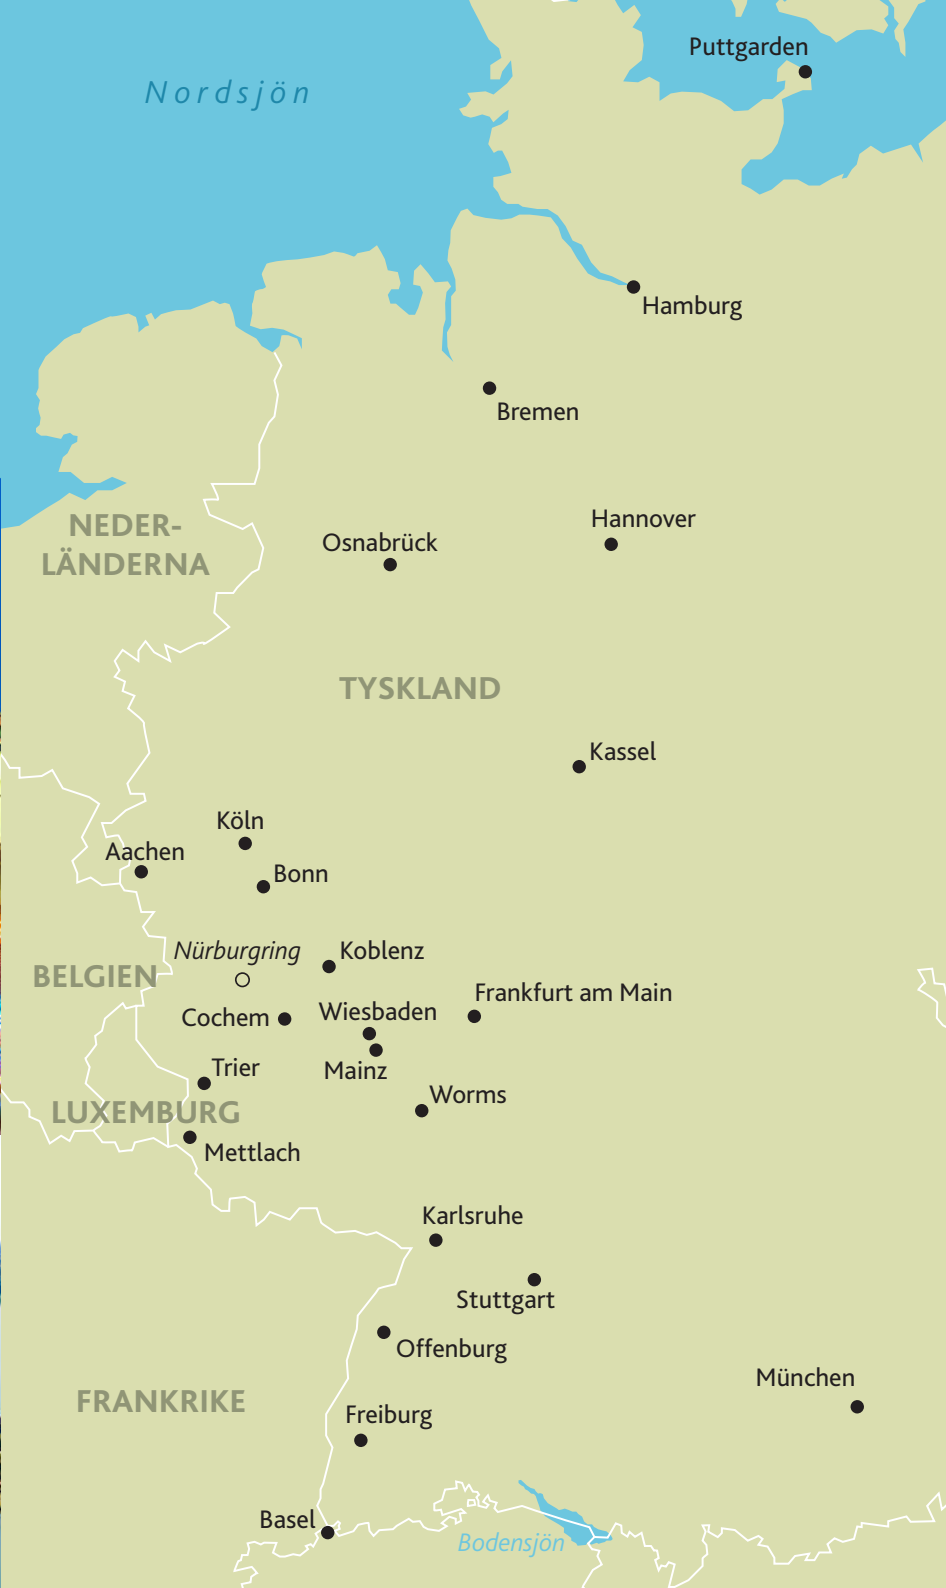 Puttgarden
Nordsjön
Hamburg
Bremen
NEDER-
LÄNDERNA
Hannover
Osnabrück
TYSKLAND
Kassel
Köln
Aachen
Bonn
Nürburgring
Koblenz
BELGIEN
Frankfurt am Main
Cochem
Wiesbaden
Trier
Mainz
Worms
LUXEMBURG
Mettlach
Karlsruhe
Stuttgart
Offenburg
München
FRANKRIKE
Freiburg
Basel
Bodensjön